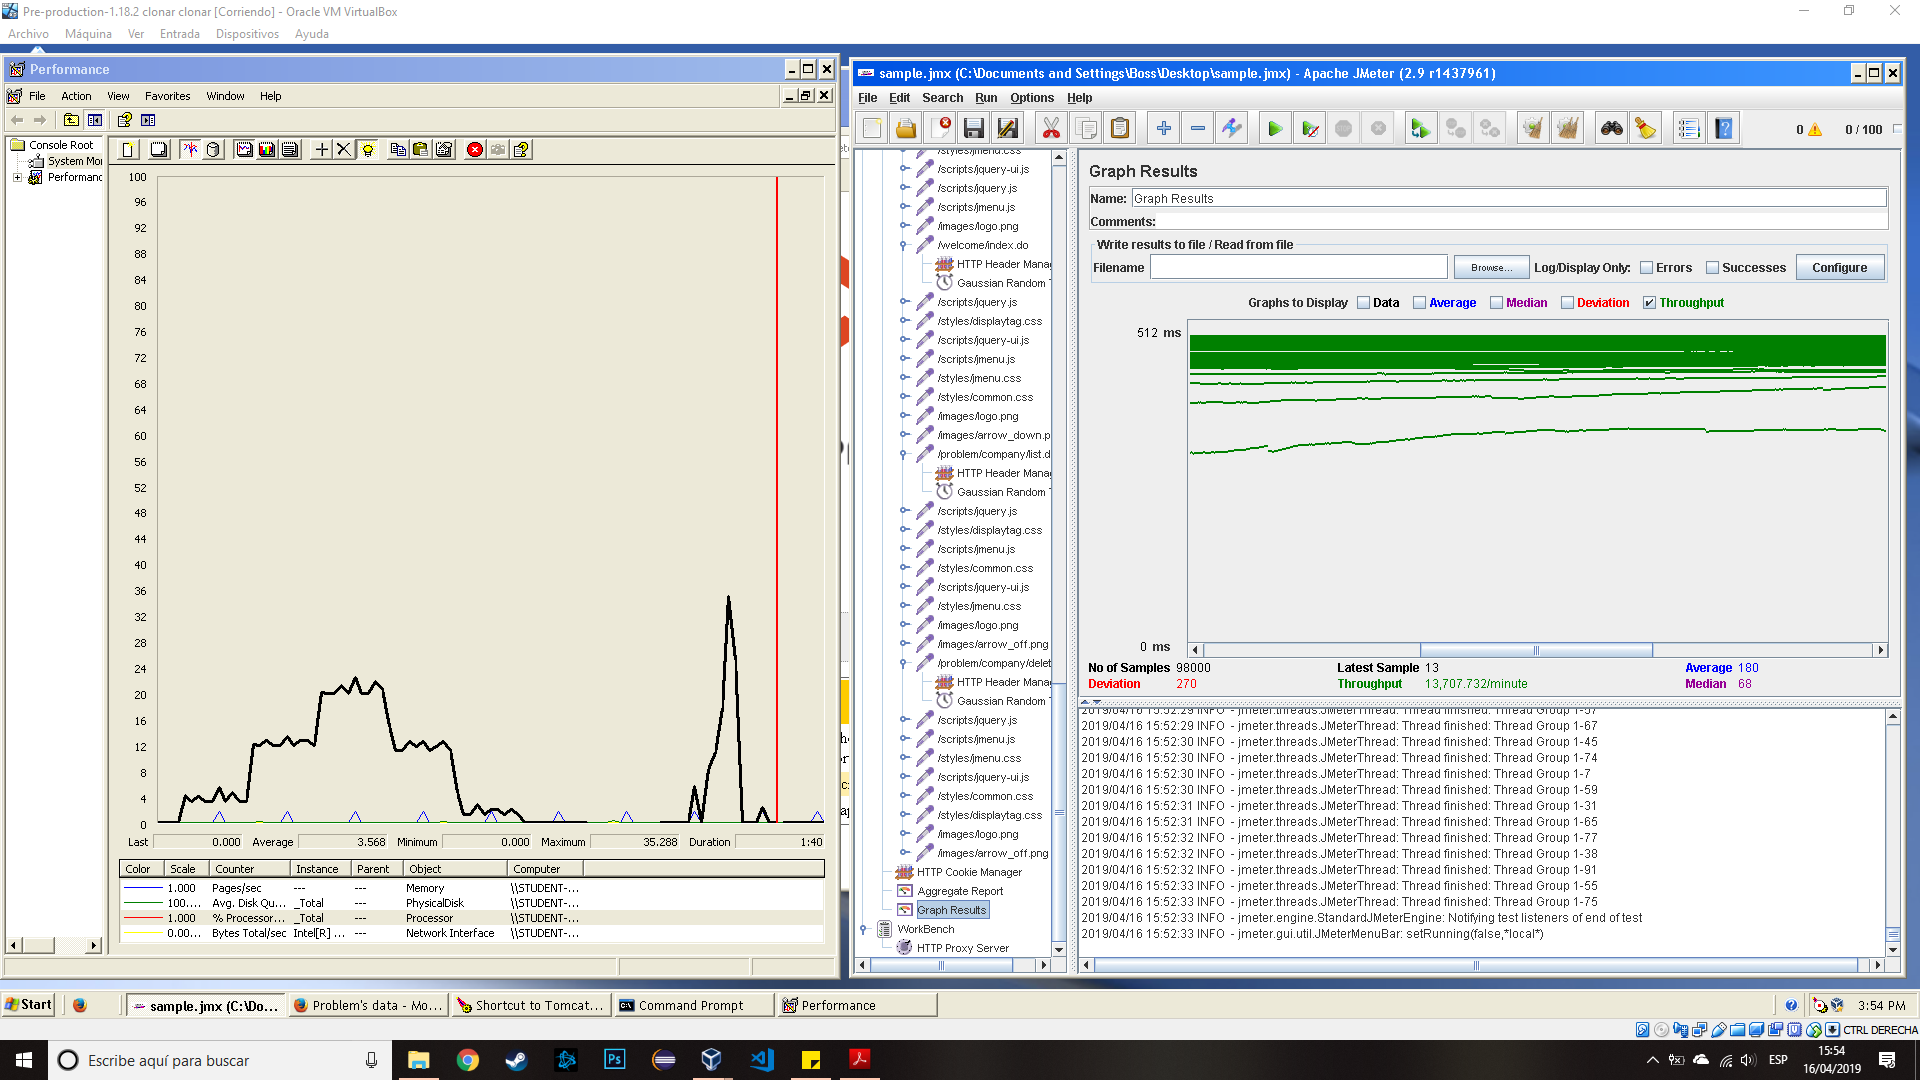 Pre-production-1.18.2 clonar clonar [Corriendo] - Oracle VM VirtualBox
Archivo Máquina Ver Entrada Dispositivos Ayuda
Performance
File Action View Favorites Window Help
Console Root
System Mo
Performanc
100
96
92
88
84
80
76
72
68
64
60
56
52
48
44
40
36
32
28
24
20
16
12
8
4
0
Last 0.000 Average 3.568 Minimum 0.000 Maximum 35.288 Duration 1:40
Color Scale Counter Instance Parent Object Computer
1.000 Pages/sec --- --- Memory \\STUDENT-...
100.... Avg. Disk Qu... _Total --- PhysicalDisk \\STUDENT-...
1.000 % Processor... _Total --- Processor \\STUDENT-...
0.00... Bytes Total/sec Intel[R] ... --- Network Interface \\STUDENT-...
sample.jmx (C:\Documents and Settings\Boss\Desktop\sample.jmx) - Apache JMeter (2.9 r1437961)
File Edit Search Run Options Help
0 0 / 100
/styles/jmenu.css
/scripts/jquery-ui.js
/scripts/jquery.js
/scripts/jmenu.js
/images/logo.png
/welcome/index.do
HTTP Header Mana
Gaussian Random T
/scripts/jquery.js
/styles/displaytag.css
/scripts/jquery-ui.js
/scripts/jmenu.js
/styles/jmenu.css
/styles/common.css
/images/logo.png
/images/arrow_down.p
/problem/company/list.d
HTTP Header Mana
Gaussian Random T
/scripts/jquery.js
/styles/displaytag.css
/scripts/jmenu.js
/styles/common.css
/scripts/jquery-ui.js
/styles/jmenu.css
/images/logo.png
/images/arrow_off.png
/problem/company/delet
HTTP Header Mana
Gaussian Random T
/scripts/jquery.js
/scripts/jmenu.js
/styles/jmenu.css
/scripts/jquery-ui.js
/styles/common.css
/styles/displaytag.css
/images/logo.png
/images/arrow_off.png
HTTP Cookie Manager
Aggregate Report
Graph Results
WorkBench
HTTP Proxy Server
Graph Results
Name: Graph Results
Comments:
Write results to file / Read from file
Filename Browse... Log/Display Only: Errors Successes Configure
Graphs to Display Data Average Median Deviation Throughput
512 ms
0 ms
No of Samples 98000 Latest Sample 13 Average 180
Deviation 270 Throughput 13,707.732/minute Median 68
2019/04/16 15:52:29 INFO - jmeter.threads.JMeterThread: Thread finished: Thread Group 1-57
2019/04/16 15:52:29 INFO - jmeter.threads.JMeterThread: Thread finished: Thread Group 1-67
2019/04/16 15:52:30 INFO - jmeter.threads.JMeterThread: Thread finished: Thread Group 1-45
2019/04/16 15:52:30 INFO - jmeter.threads.JMeterThread: Thread finished: Thread Group 1-74
2019/04/16 15:52:30 INFO - jmeter.threads.JMeterThread: Thread finished: Thread Group 1-7
2019/04/16 15:52:30 INFO - jmeter.threads.JMeterThread: Thread finished: Thread Group 1-59
2019/04/16 15:52:31 INFO - jmeter.threads.JMeterThread: Thread finished: Thread Group 1-31
2019/04/16 15:52:31 INFO - jmeter.threads.JMeterThread: Thread finished: Thread Group 1-65
2019/04/16 15:52:32 INFO - jmeter.threads.JMeterThread: Thread finished: Thread Group 1-77
2019/04/16 15:52:32 INFO - jmeter.threads.JMeterThread: Thread finished: Thread Group 1-38
2019/04/16 15:52:32 INFO - jmeter.threads.JMeterThread: Thread finished: Thread Group 1-91
2019/04/16 15:52:33 INFO - jmeter.threads.JMeterThread: Thread finished: Thread Group 1-55
2019/04/16 15:52:33 INFO - jmeter.threads.JMeterThread: Thread finished: Thread Group 1-75
2019/04/16 15:52:33 INFO - jmeter.engine.StandardJMeterEngine: Notifying test listeners of end of test
2019/04/16 15:52:33 INFO - jmeter.gui.util.JMeterMenuBar: setRunning(false,*local*)
Start sample.jmx (C:\Do... Problem's data - Mo... Shortcut to Tomcat... Command Prompt Performance 3:54 PM
CTRL DERECHA
Escribe aquí para buscar
ESP
15:54
16/04/2019